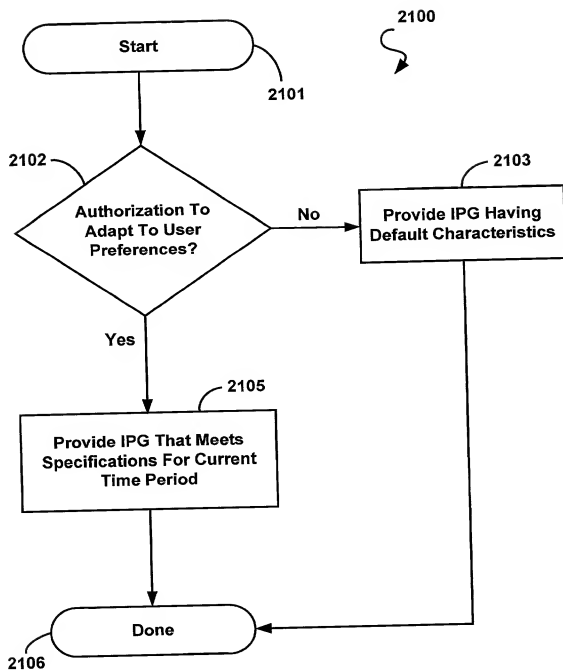 2100
Start
2101
2102
Authorization To
Adapt To User
Preferences?
No
2103
Provide IPG Having
Default Characteristics
Yes
2105
Provide IPG That Meets
Specifications For Current
Time Period
Done
2106